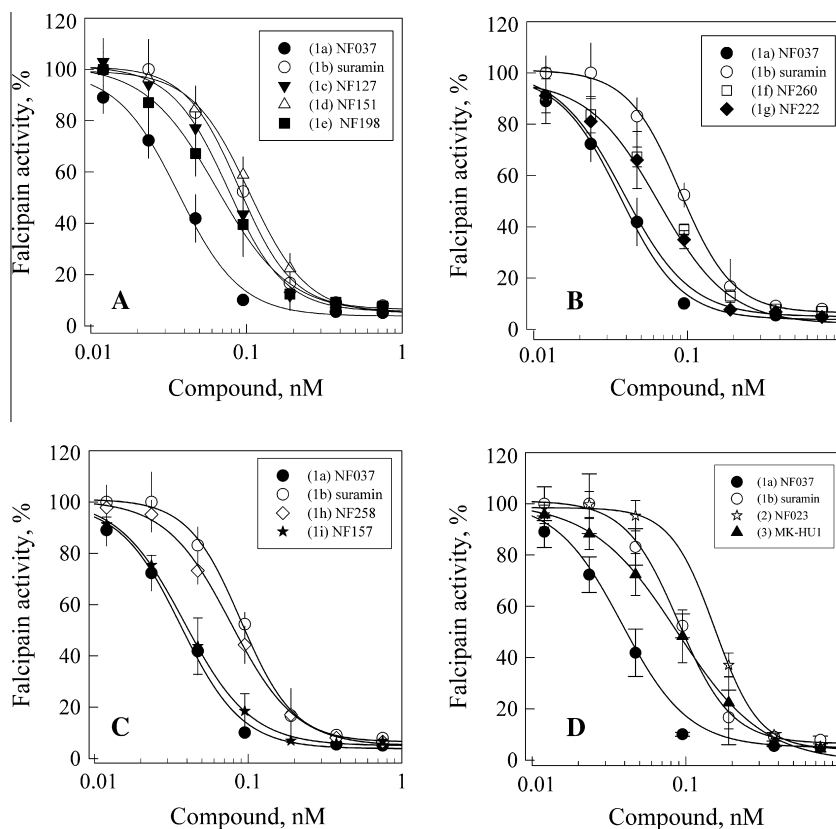 120
100
80
60
40
20
0
Falcipain activity, %
(1a) NF037
(1b) suramin
(1c) NF127
(1d) NF151
(1e) NF198
A
0.01
0.1
1
Compound, nM
120
100
80
60
40
20
0
Falcipain activity, %
(1a) NF037
(1b) suramin
(1f) NF260
(1g) NF222
B
0.01
0.1
Compound, nM
120
100
80
60
40
20
0
Falcipain activity, %
(1a) NF037
(1b) suramin
(1h) NF258
(1i) NF157
C
0.01
0.1
1
Compound, nM
120
100
80
60
40
20
0
Falcipain activity, %
(1a) NF037
(1b) suramin
(2) NF023
(3) MK-HU1
D
0.01
0.1
Compound, nM